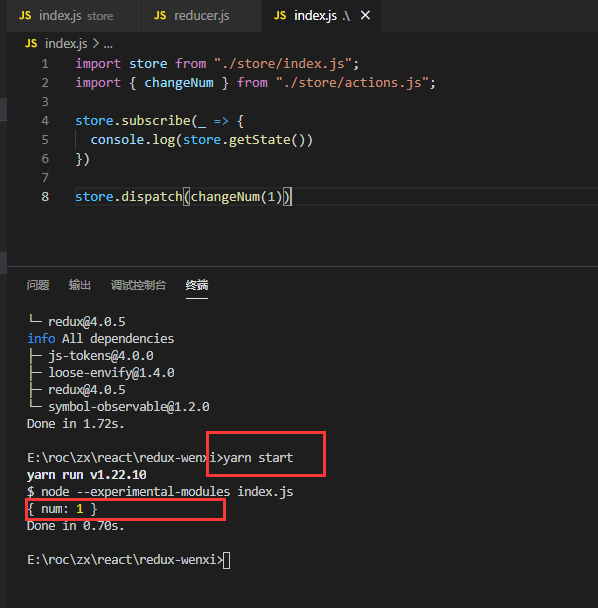 JS index.js store JS reducer.js JS index.js .\ ×
JS index.js > ...
1 import store from "./store/index.js";
2 import { changeNum } from "./store/actions.js";
3
4 store.subscribe(_ => {
5 console.log(store.getState())
6 })
7
8 store.dispatch(changeNum(1))
问题 输出 调试控制台 终端
└─ redux@4.0.5
info All dependencies
├─ js-tokens@4.0.0
├─ loose-envify@1.4.0
├─ redux@4.0.5
└─ symbol-observable@1.2.0
Done in 1.72s.
E:\roc\zx\react\redux-wenxi>yarn start
yarn run v1.22.10
$ node --experimental-modules index.js
{ num: 1 }
Done in 0.70s.
E:\roc\zx\react\redux-wenxi>